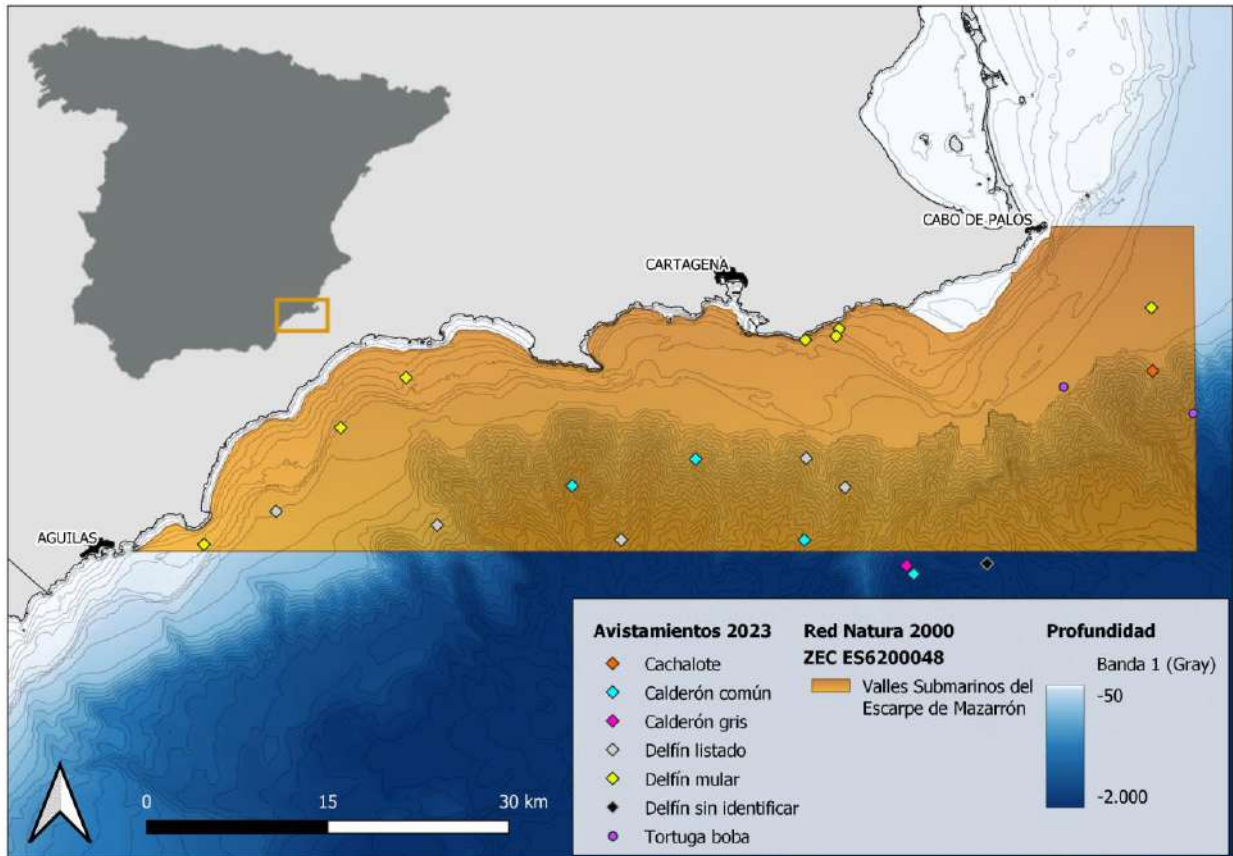 CABO DE PALOS
CARTAGENA
AGUILAS
0
15
30 km
Avistamientos 2023
Cachalote
Calderón común
Calderón gris
Delfín listado
Delfín mular
Delfín sin identificar
Tortuga boba
Red Natura 2000
ZEC ES6200048
Valles Submarinos del
Escarpe de Mazarrón
Profundidad
Banda 1 (Gray)
-50
-2.000